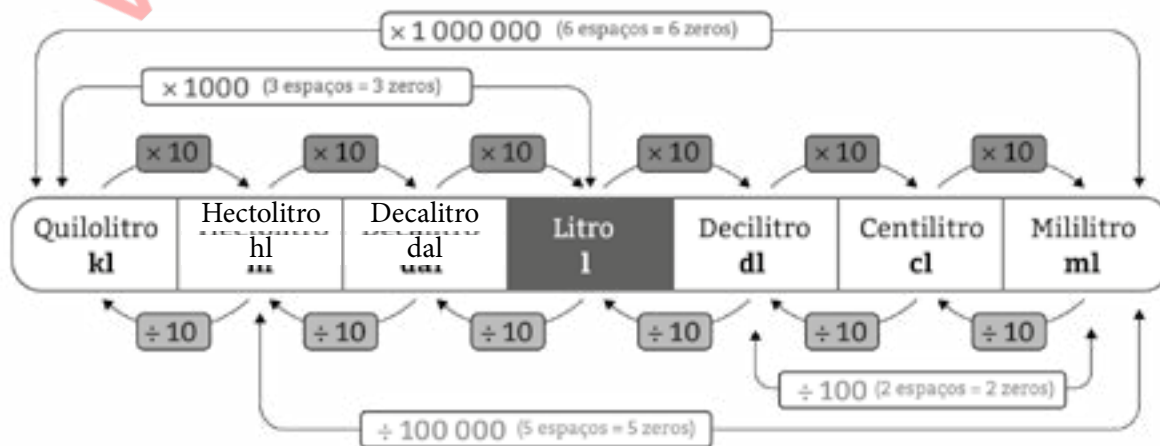 × 1 000 000 (6 espaços = 6 zeros)
× 1000 (3 espaços = 3 zeros)
× 10 × 10 × 10 × 10 × 10 × 10
Quilolitro Hectolitro Decalitro Litro Decilitro Centilitro Mililitro
kl hl dal l dl cl ml
÷ 10 ÷ 10 ÷ 10 ÷ 10 ÷ 10 ÷ 10
÷ 100 (2 espaços = 2 zeros)
÷ 100 000 (5 espaços = 5 zeros)